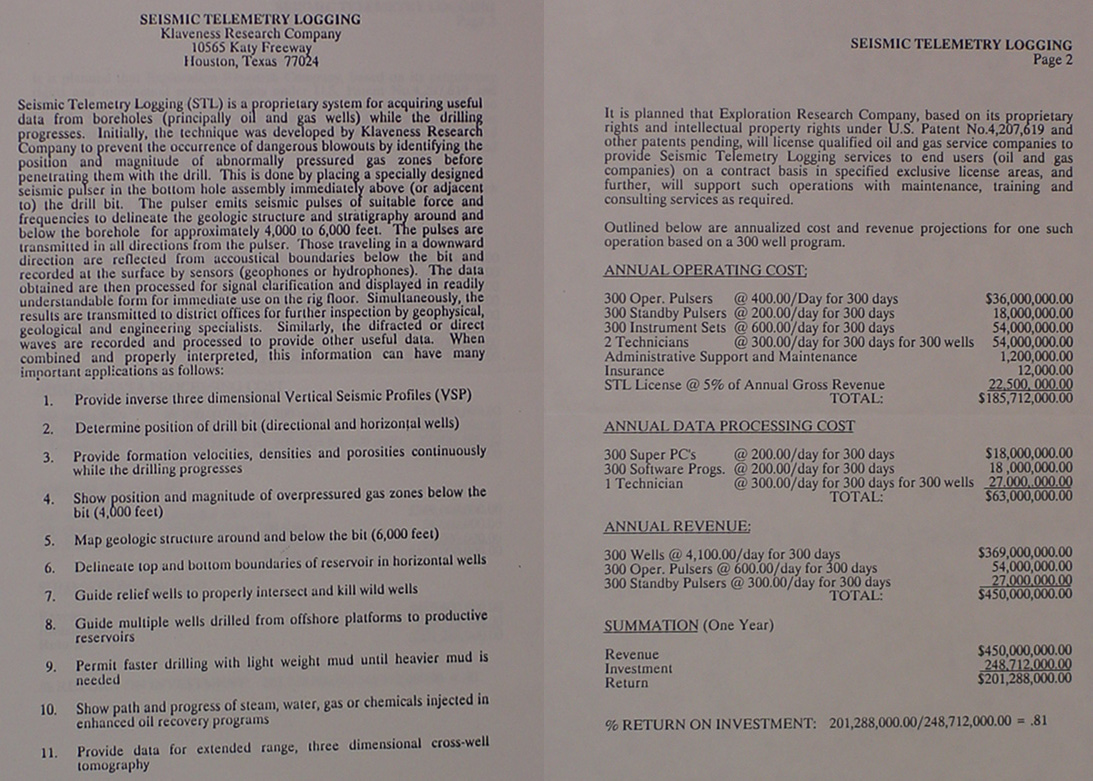 SEISMIC TELEMETRY LOGGING
Klaveness Research Company
10565 Katy Freeway
Houston, Texas 77024
Seismic Telemetry Logging (STL) is a proprietary system for acquiring useful
data from boreholes (principally oil and gas wells) while the drilling
progresses. Initially, the technique was developed by Klaveness Research
Company to prevent the occurrence of dangerous blowouts by identifying the
position and magnitude of abnormally pressured gas zones before
penetrating them with the drill. This is done by placing a specially designed
seismic pulser in the bottom hole assembly immediately above (or adjacent
to) the drill bit. The pulser emits seismic pulses of suitable force and
frequencies to delineate the geologic structure and stratigraphy around and
below the borehole for approximately 4,000 to 6,000 feet. The pulses are
transmitted in all directions from the pulser. Those traveling in a downward
direction are reflected from accoustical boundaries below the bit and
recorded at the surface by sensors (geophones or hydrophones). The data
obtained are then processed for signal clarification and displayed in readily
understandable form for immediate use on the rig floor. Simultaneously, the
results are transmitted to district offices for further inspection by geophysical,
geological and engineering specialists. Similarly, the difracted or direct
waves are recorded and processed to provide other useful data. When
combined and properly interpreted, this information can have many
important applications as follows:
1. Provide inverse three dimensional Vertical Seismic Profiles (VSP)
2. Determine position of drill bit (directional and horizontal wells)
3. Provide formation velocities, densities and porosities continuously
while the drilling progresses
4. Show position and magnitude of overpressured gas zones below the
bit (4,000 feet)
5. Map geologic structure around and below the bit (6,000 feet)
6. Delineate top and bottom boundaries of reservoir in horizontal wells
7. Guide relief wells to properly intersect and kill wild wells
8. Guide multiple wells drilled from offshore platforms to productive
reservoirs
9. Permit faster drilling with light weight mud until heavier mud is
needed
10. Show path and progress of steam, water, gas or chemicals injected in
enhanced oil recovery programs
11. Provide data for extended range, three dimensional cross-well
tomography
SEISMIC TELEMETRY LOGGING
Page 2
It is planned that Exploration Research Company, based on its proprietary
rights and intellectual property rights under U.S. Patent No.4,207,619 and
other patents pending, will license qualified oil and gas service companies to
provide Seismic Telemetry Logging services to end users (oil and gas
companies) on a contract basis in specified exclusive license areas, and
further, will support such operations with maintenance, training and
consulting services as required.
Outlined below are annualized cost and revenue projections for one such
operation based on a 300 well program.
ANNUAL OPERATING COST:
300 Oper. Pulsers @ 400.00/Day for 300 days $36,000,000.00
300 Standby Pulsers @ 200.00/day for 300 days 18,000,000.00
300 Instrument Sets @ 600.00/day for 300 days 54,000,000.00
2 Technicians @ 300.00/day for 300 days for 300 wells 54,000,000.00
Administrative Support and Maintenance 1,200,000.00
Insurance 12,000.00
STL License @ 5% of Annual Gross Revenue 22,500,000.00
TOTAL: $185,712,000.00
ANNUAL DATA PROCESSING COST
300 Super PC's @ 200.00/day for 300 days $18,000,000.00
300 Software Progs. @ 200.00/day for 300 days 18,000,000.00
1 Technician @ 300.00/day for 300 days for 300 wells 27,000,000.00
TOTAL: $63,000,000.00
ANNUAL REVENUE:
300 Wells @ 4,100.00/day for 300 days $369,000,000.00
300 Oper. Pulsers @ 600.00/day for 300 days 54,000,000.00
300 Standby Pulsers @ 300.00/day for 300 days 27,000,000.00
TOTAL: $450,000,000.00
SUMMATION (One Year)
Revenue $450,000,000.00
Investment 248,712,000.00
Return $201,288,000.00
% RETURN ON INVESTMENT: 201,288,000.00/248,712,000.00 = .81